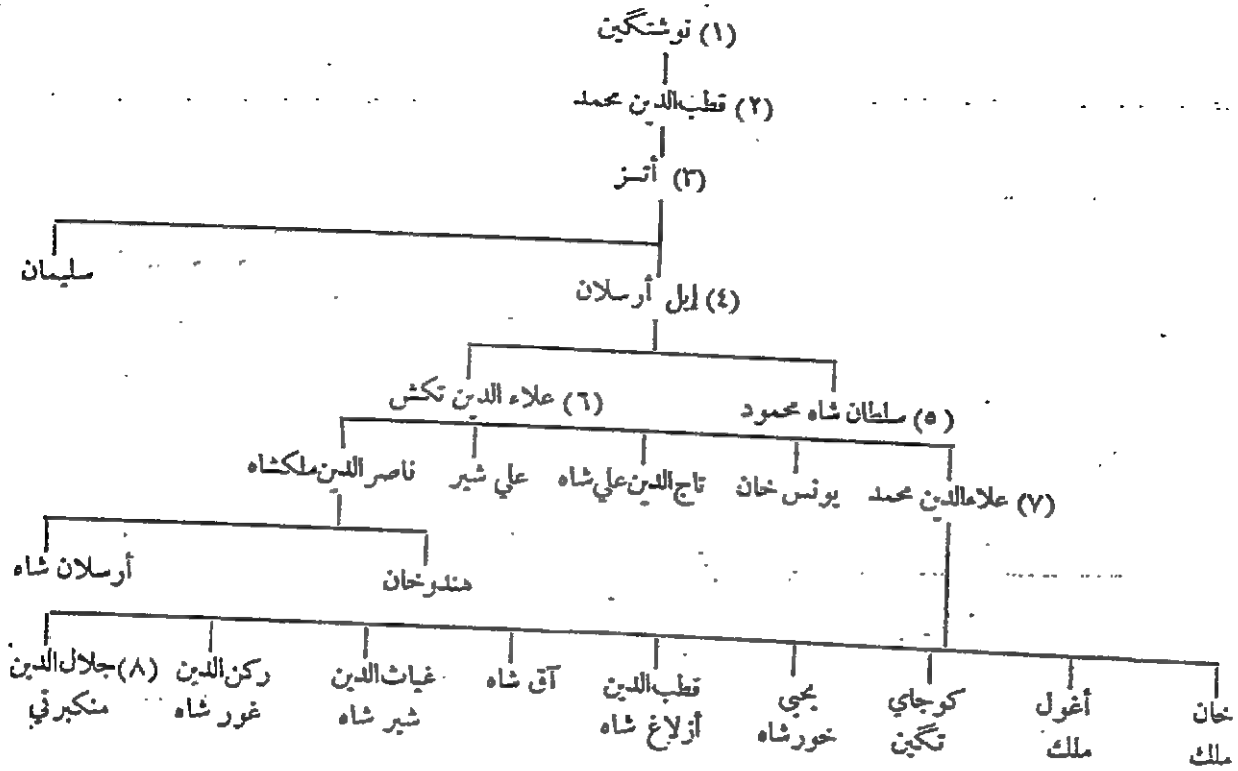 (١) نوشتگين
(٢) قطب‌الدين محمد
(٣) أتسز
سليمان
(٤) إيل أرسلان
(٥) سلطان شاه محمود
(٦) علاء الدين تكش
(٧) علاءالدين محمد
يونس خان
تاج‌الدين علي شاه
علي شير
ناصر الدين ملكشاه
هندوخان
أرسلان شاه
خان
ملك
أغول
ملك
كوجاي
تگين
يحيى
خورشاه
قطب‌الدين
أزلاغ شاه
آق شاه
غياث‌الدين
شير شاه
ركن‌الدين
غور شاه
(٨) جلال‌الدين
منكبرتي